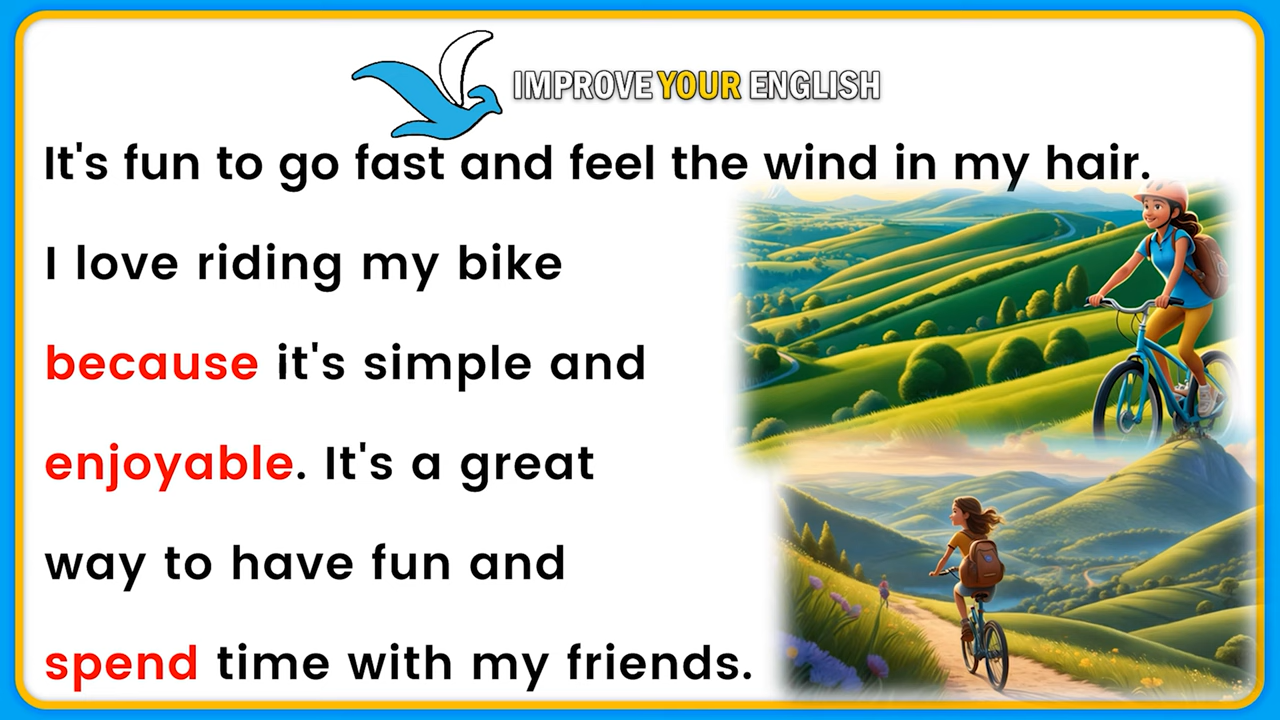 IMPROVE YOUR ENGLISH
It's fun to go fast and feel the wind in my hair.
I love riding my bike
because it's simple and
enjoyable. It's a great
way to have fun and
spend time with my friends.